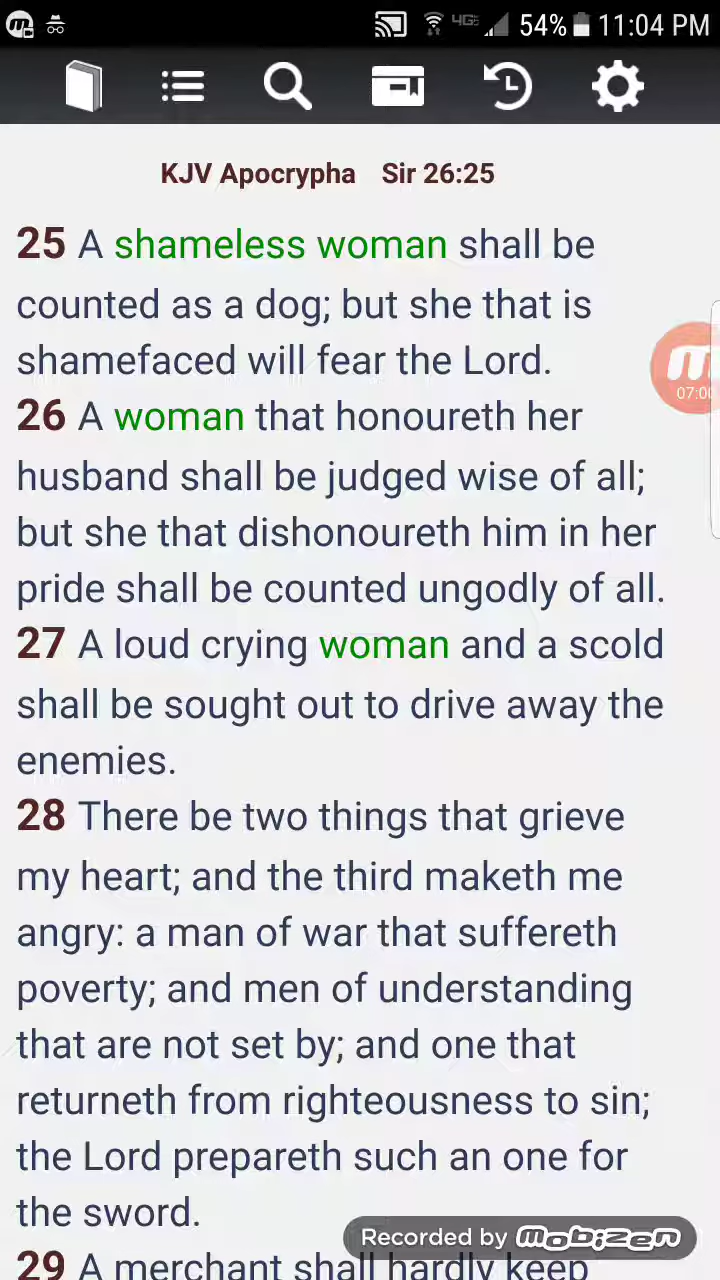 54% 11:04 PM
KJV Apocrypha Sir 26:25
25 A shameless woman shall be
counted as a dog; but she that is
shamefaced will fear the Lord.
26 A woman that honoureth her
husband shall be judged wise of all;
but she that dishonoureth him in her
pride shall be counted ungodly of all.
27 A loud crying woman and a scold
shall be sought out to drive away the
enemies.
28 There be two things that grieve
my heart; and the third maketh me
angry: a man of war that suffereth
poverty; and men of understanding
that are not set by; and one that
returneth from righteousness to sin;
the Lord prepareth such an one for
the sword.
29 A merchant shall hardly keep
07:00
Recorded by mobizen